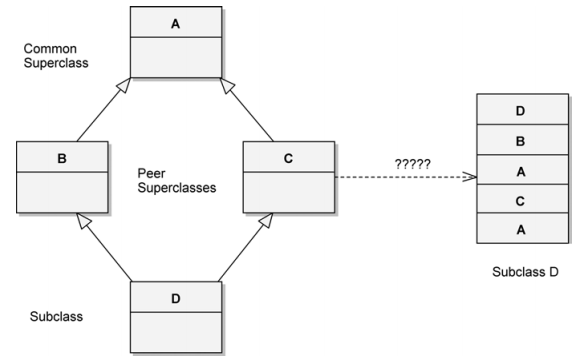 A
Common
Superclass
B
Peer
Superclasses
C
?????
D
B
A
C
A
Subclass D
D
Subclass